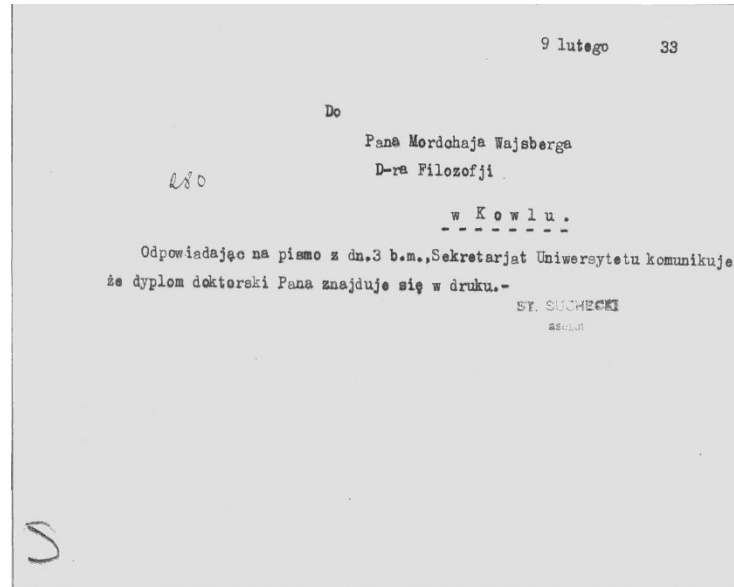 9 lutego 33
Do
Pana Mordchaja Wajsberga
D-ra Filozofji
280
w Kowlu.
Odpowiadając na pismo z dn.3 b.m.,Sekretarjat Uniwersytetu komunikuje
że dyplom doktorski Pana znajduje się w druku.-
ST. SUCHECKI